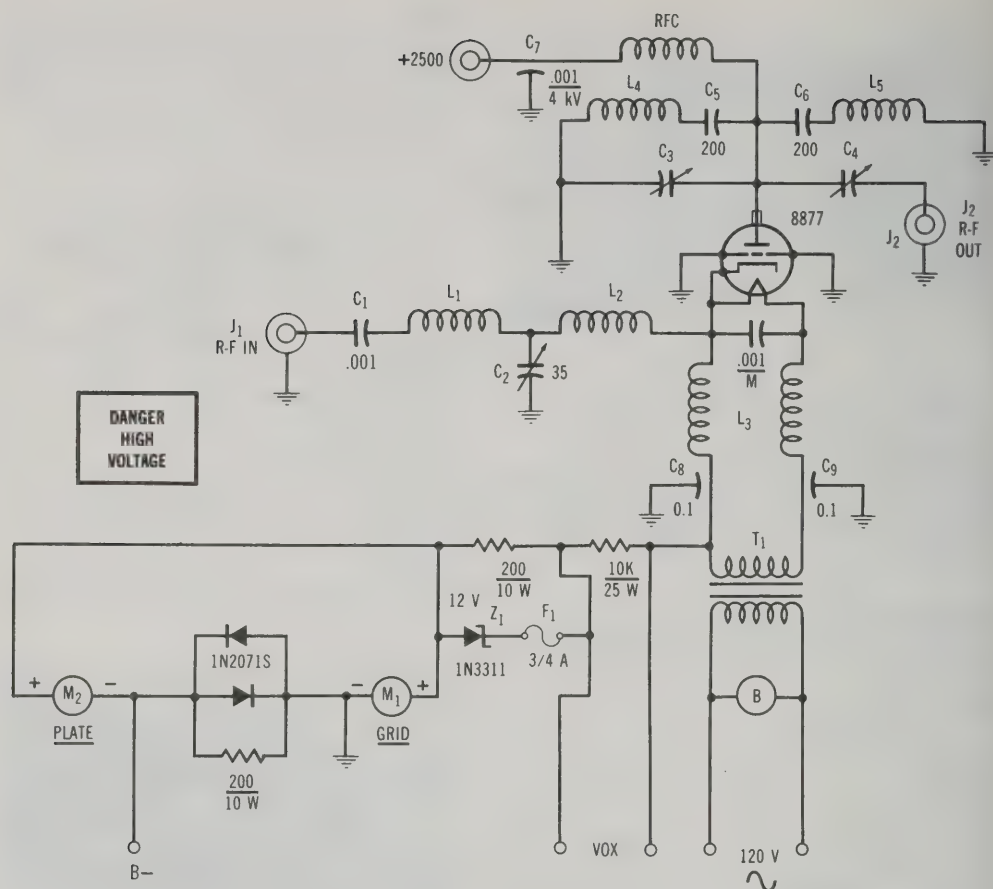 RFC
C7
+2500
.001
4 kV
L4
C5
C6
L5
200
200
C3
C4
8877
J2
J2
R-F
OUT
C1
L1
L2
J1
R-F IN
.001
C2
35
.001
M
L3
DANGER
HIGH
VOLTAGE
C8
C9
0.1
0.1
T1
200
10 W
10K
25 W
12 V
Z1
F1
1N2071S
1N3311
3/4 A
+
M2
-
-
M1
+
B
PLATE
GRID
200
10 W
B–
VOX
120 V